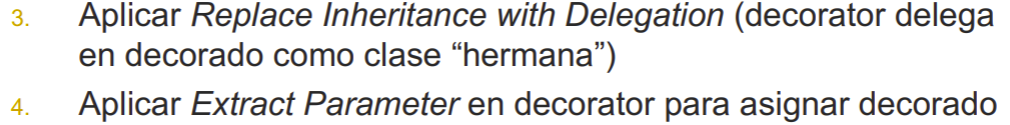 3. Aplicar Replace Inheritance with Delegation (decorator delega
en decorado como clase “hermana”)
4. Aplicar Extract Parameter en decorator para asignar decorado